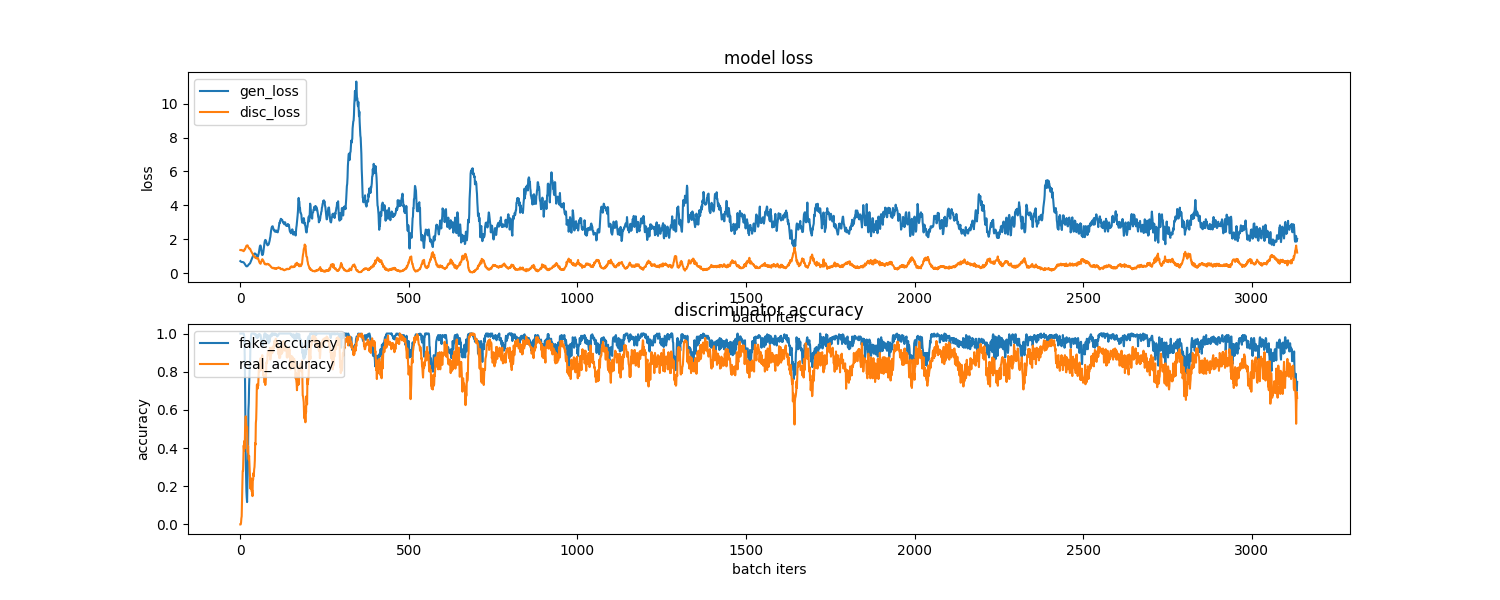 model loss
gen_loss
disc_loss
10
8
6
4
2
0
loss
0 500 1000 1500 2000 2500 3000
batch iters
discriminator accuracy
fake_accuracy
real_accuracy
1.0
0.8
0.6
0.4
0.2
0.0
accuracy
0 500 1000 1500 2000 2500 3000
batch iters